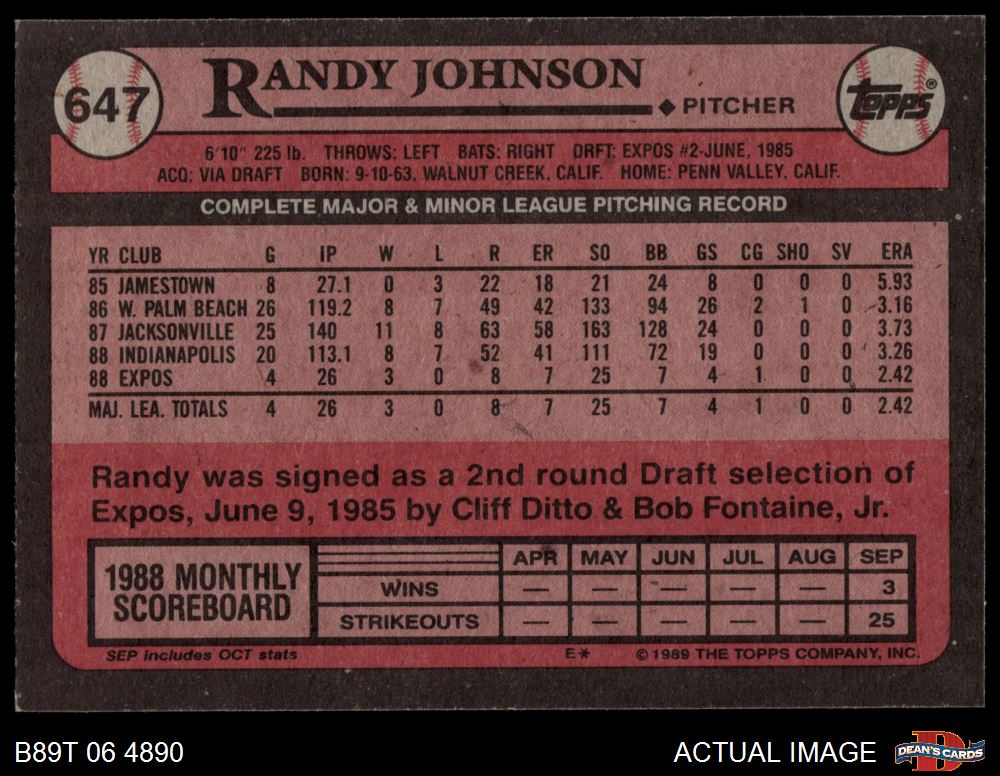 647 RANDY JOHNSON ◆ PITCHER topps®
6'10" 225 lb. THROWS: LEFT BATS: RIGHT DRFT: EXPOS #2-JUNE, 1985
ACQ: VIA DRAFT BORN: 9-10-63, WALNUT CREEK, CALIF. HOME: PENN VALLEY, CALIF.
COMPLETE MAJOR & MINOR LEAGUE PITCHING RECORD
YR CLUB G IP W L R ER SO BB GS CG SHO SV ERA
85 JAMESTOWN 8 27.1 0 3 22 18 21 24 8 0 0 0 5.93
86 W. PALM BEACH 26 119.2 8 7 49 42 133 94 26 2 1 0 3.16
87 JACKSONVILLE 25 140 11 8 63 58 163 128 24 0 0 0 3.73
88 INDIANAPOLIS 20 113.1 8 7 52 41 111 72 19 0 0 0 3.26
88 EXPOS 4 26 3 0 8 7 25 7 4 1 0 0 2.42
MAJ. LEA. TOTALS 4 26 3 0 8 7 25 7 4 1 0 0 2.42
Randy was signed as a 2nd round Draft selection of
Expos, June 9, 1985 by Cliff Ditto & Bob Fontaine, Jr.
1988 MONTHLY SCOREBOARD
APR MAY JUN JUL AUG SEP
WINS — — — — — 3
STRIKEOUTS — — — — — 25
SEP includes OCT stats E* © 1989 THE TOPPS COMPANY, INC.
B89T 06 4890 ACTUAL IMAGE D DEAN'S CARDS